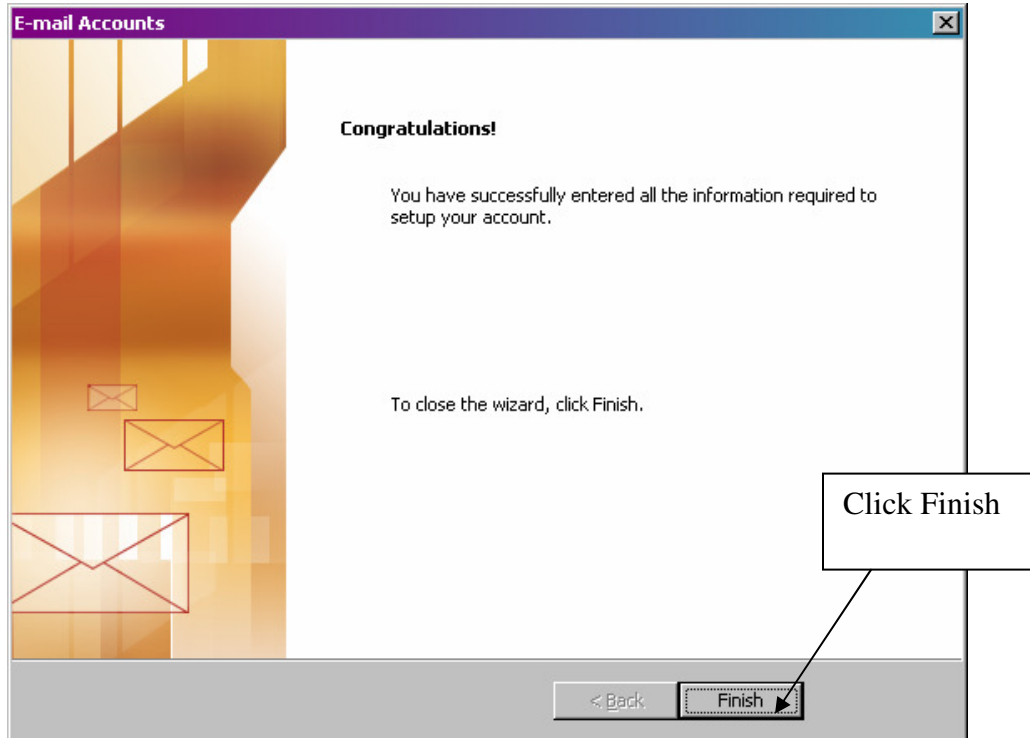 E-mail Accounts
Congratulations!
You have successfully entered all the information required to
setup your account.
To close the wizard, click Finish.
Click Finish
< Back
Finish